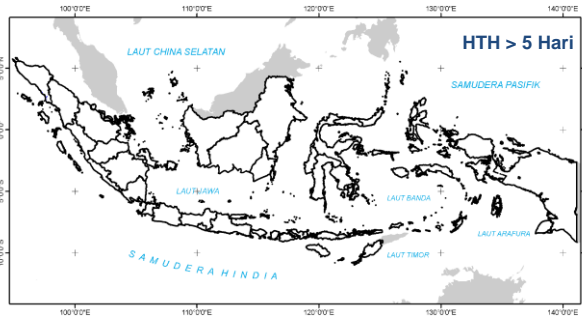 100°0'0"E 110°0'0"E 120°0'0"E 130°0'0"E 140°0'0"E
HTH > 5 Hari
LAUT CHINA SELATAN
SAMUDERA PASIFIK
LAUT JAWA
LAUT BANDA
LAUT ARAFURA
LAUT TIMOR
SAMUDERA HINDIA
100°0'0"E 110°0'0"E 120°0'0"E 130°0'0"E 140°0'0"E